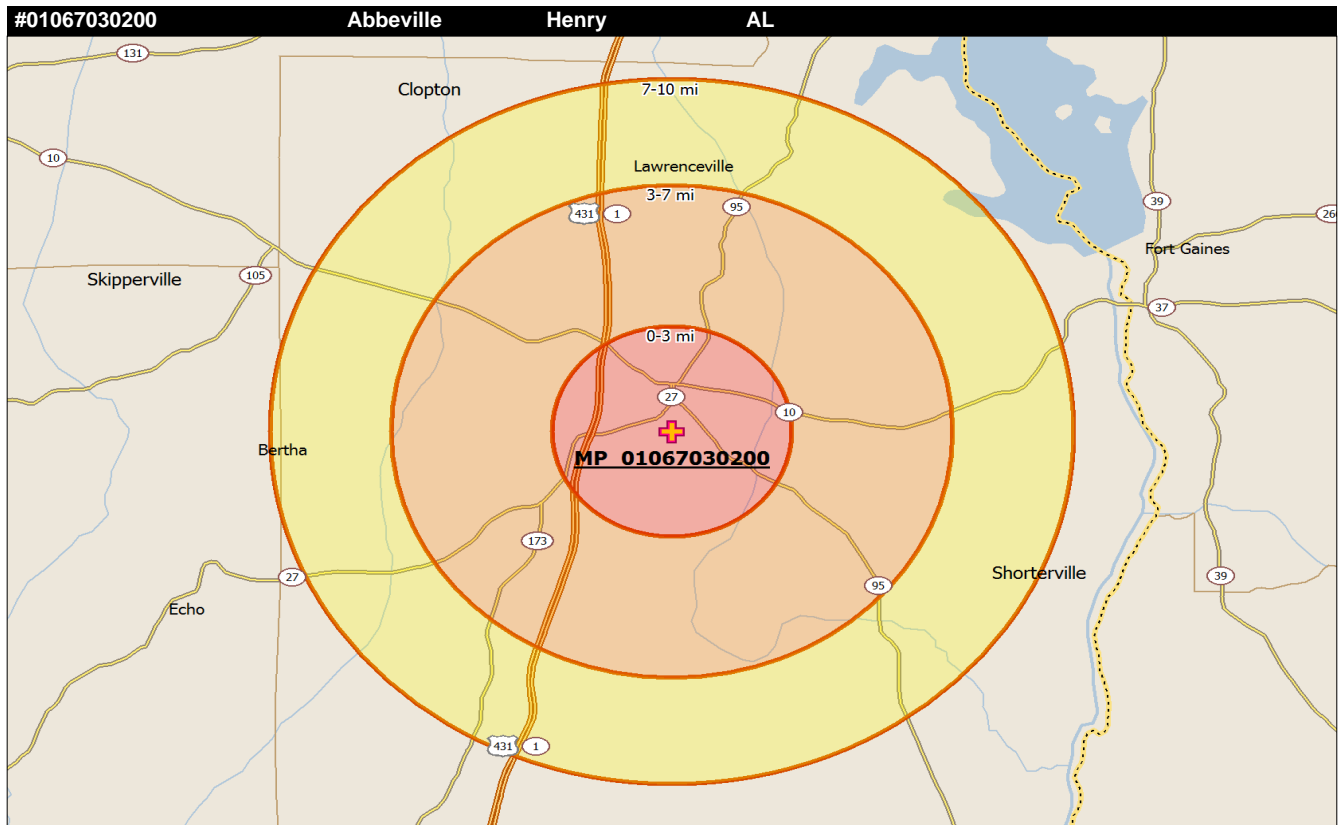 #01067030200 Abbeville Henry AL
131
Clopton
7-10 mi
10
Lawrenceville
3-7 mi
39
431 1
95
Fort Gaines
Skipperville
105
37
0-3 mi
27
10
Bertha
MP 01067030200
173
27
95
Shorterville
39
Echo
431 1